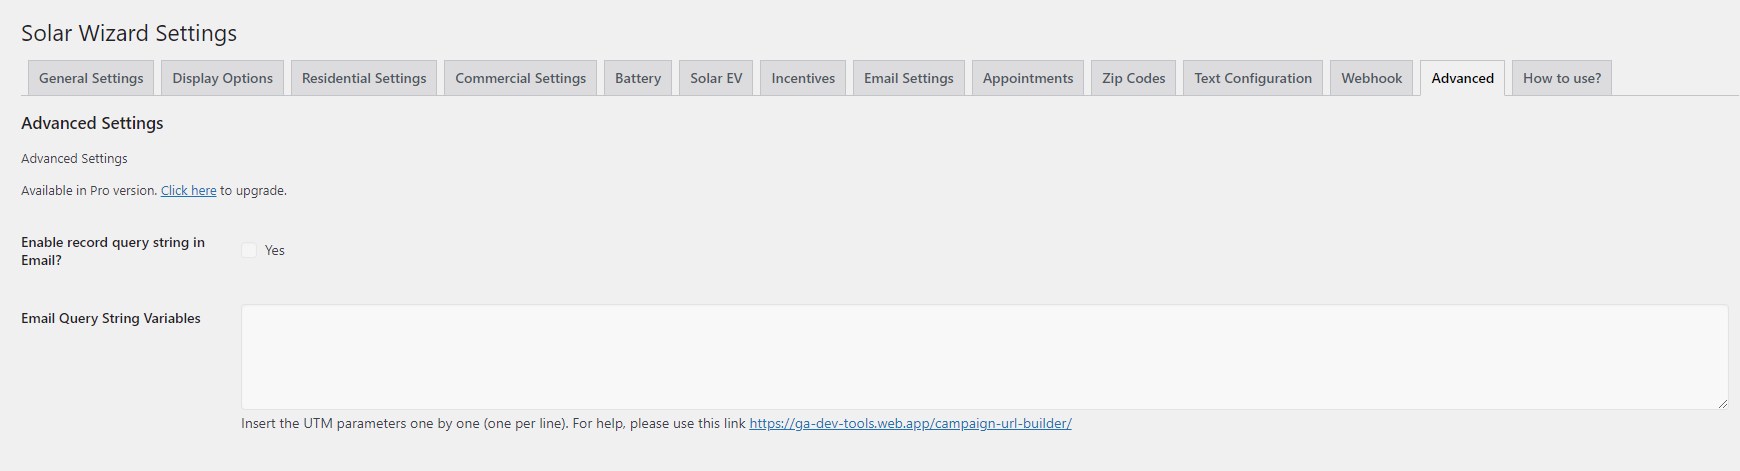 Solar Wizard Settings
General Settings Display Options Residential Settings Commercial Settings Battery Solar EV Incentives Email Settings Appointments Zip Codes Text Configuration Webhook Advanced How to use?
Advanced Settings
Advanced Settings
Available in Pro version. Click here to upgrade.
Enable record query string in
Email?
Yes
Email Query String Variables
Insert the UTM parameters one by one (one per line). For help, please use this link https://ga-dev-tools.web.app/campaign-url-builder/